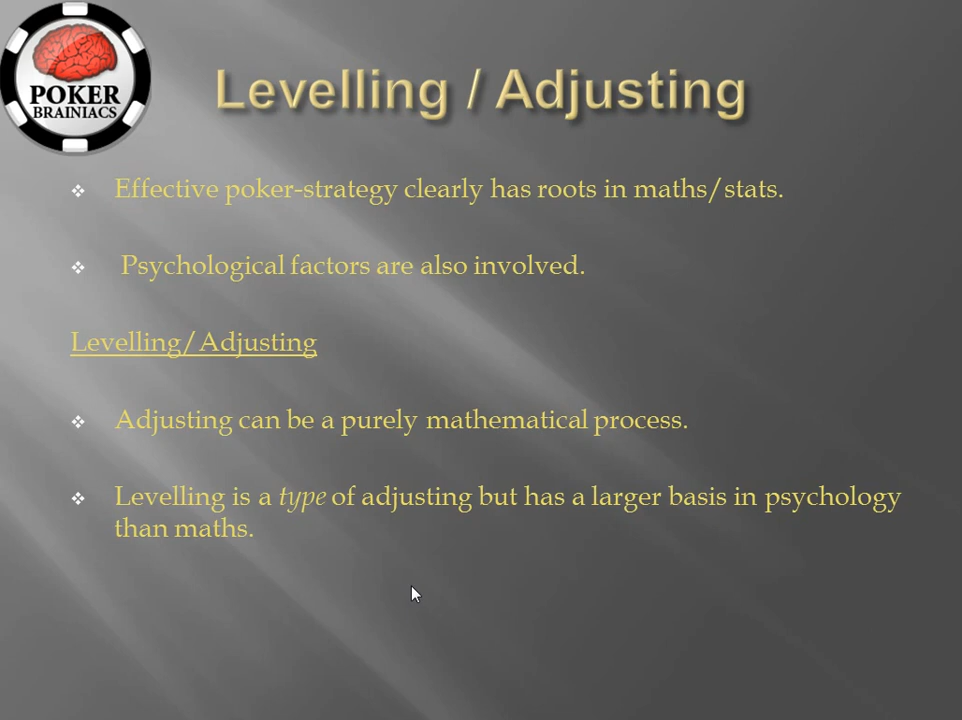 POKER
BRAINIACS
Levelling / Adjusting
Effective poker-strategy clearly has roots in maths/stats.
Psychological factors are also involved.
Levelling/Adjusting
Adjusting can be a purely mathematical process.
Levelling is a type of adjusting but has a larger basis in psychology
than maths.